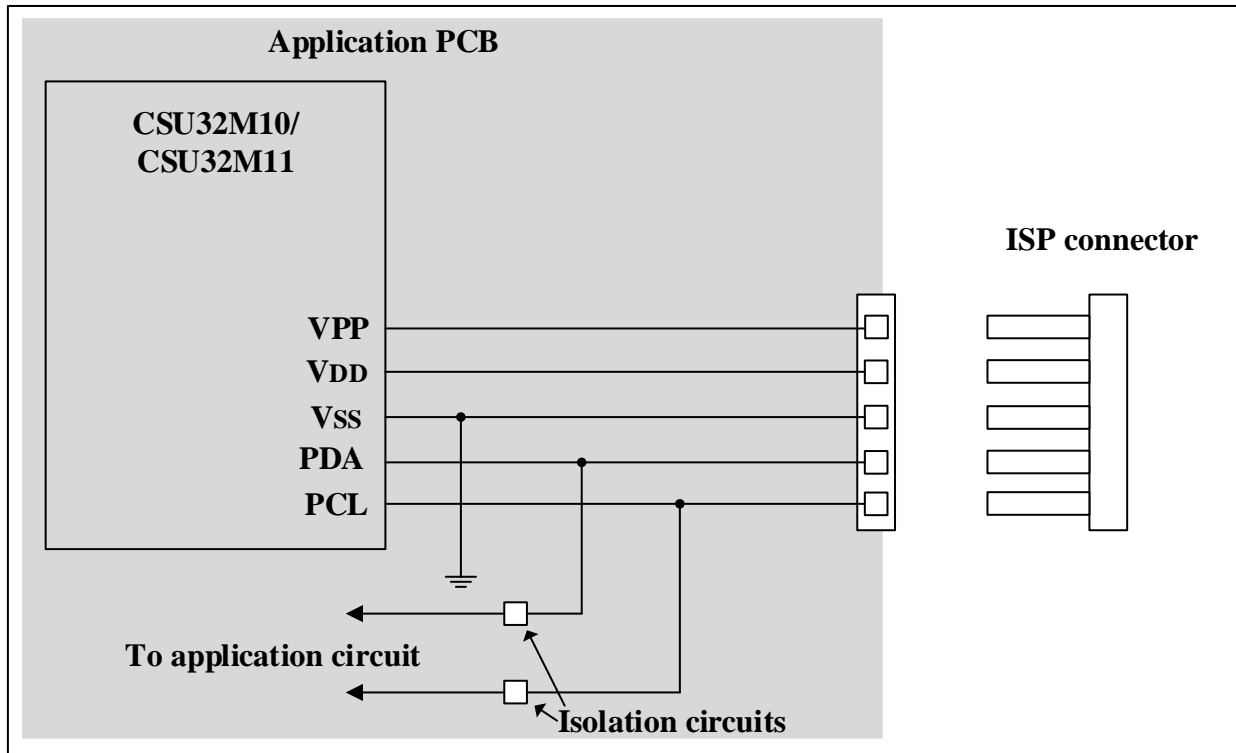 Application PCB
CSU32M10/
CSU32M11
ISP connector
VPP
VDD
VSS
PDA
PCL
To application circuit
Isolation circuits